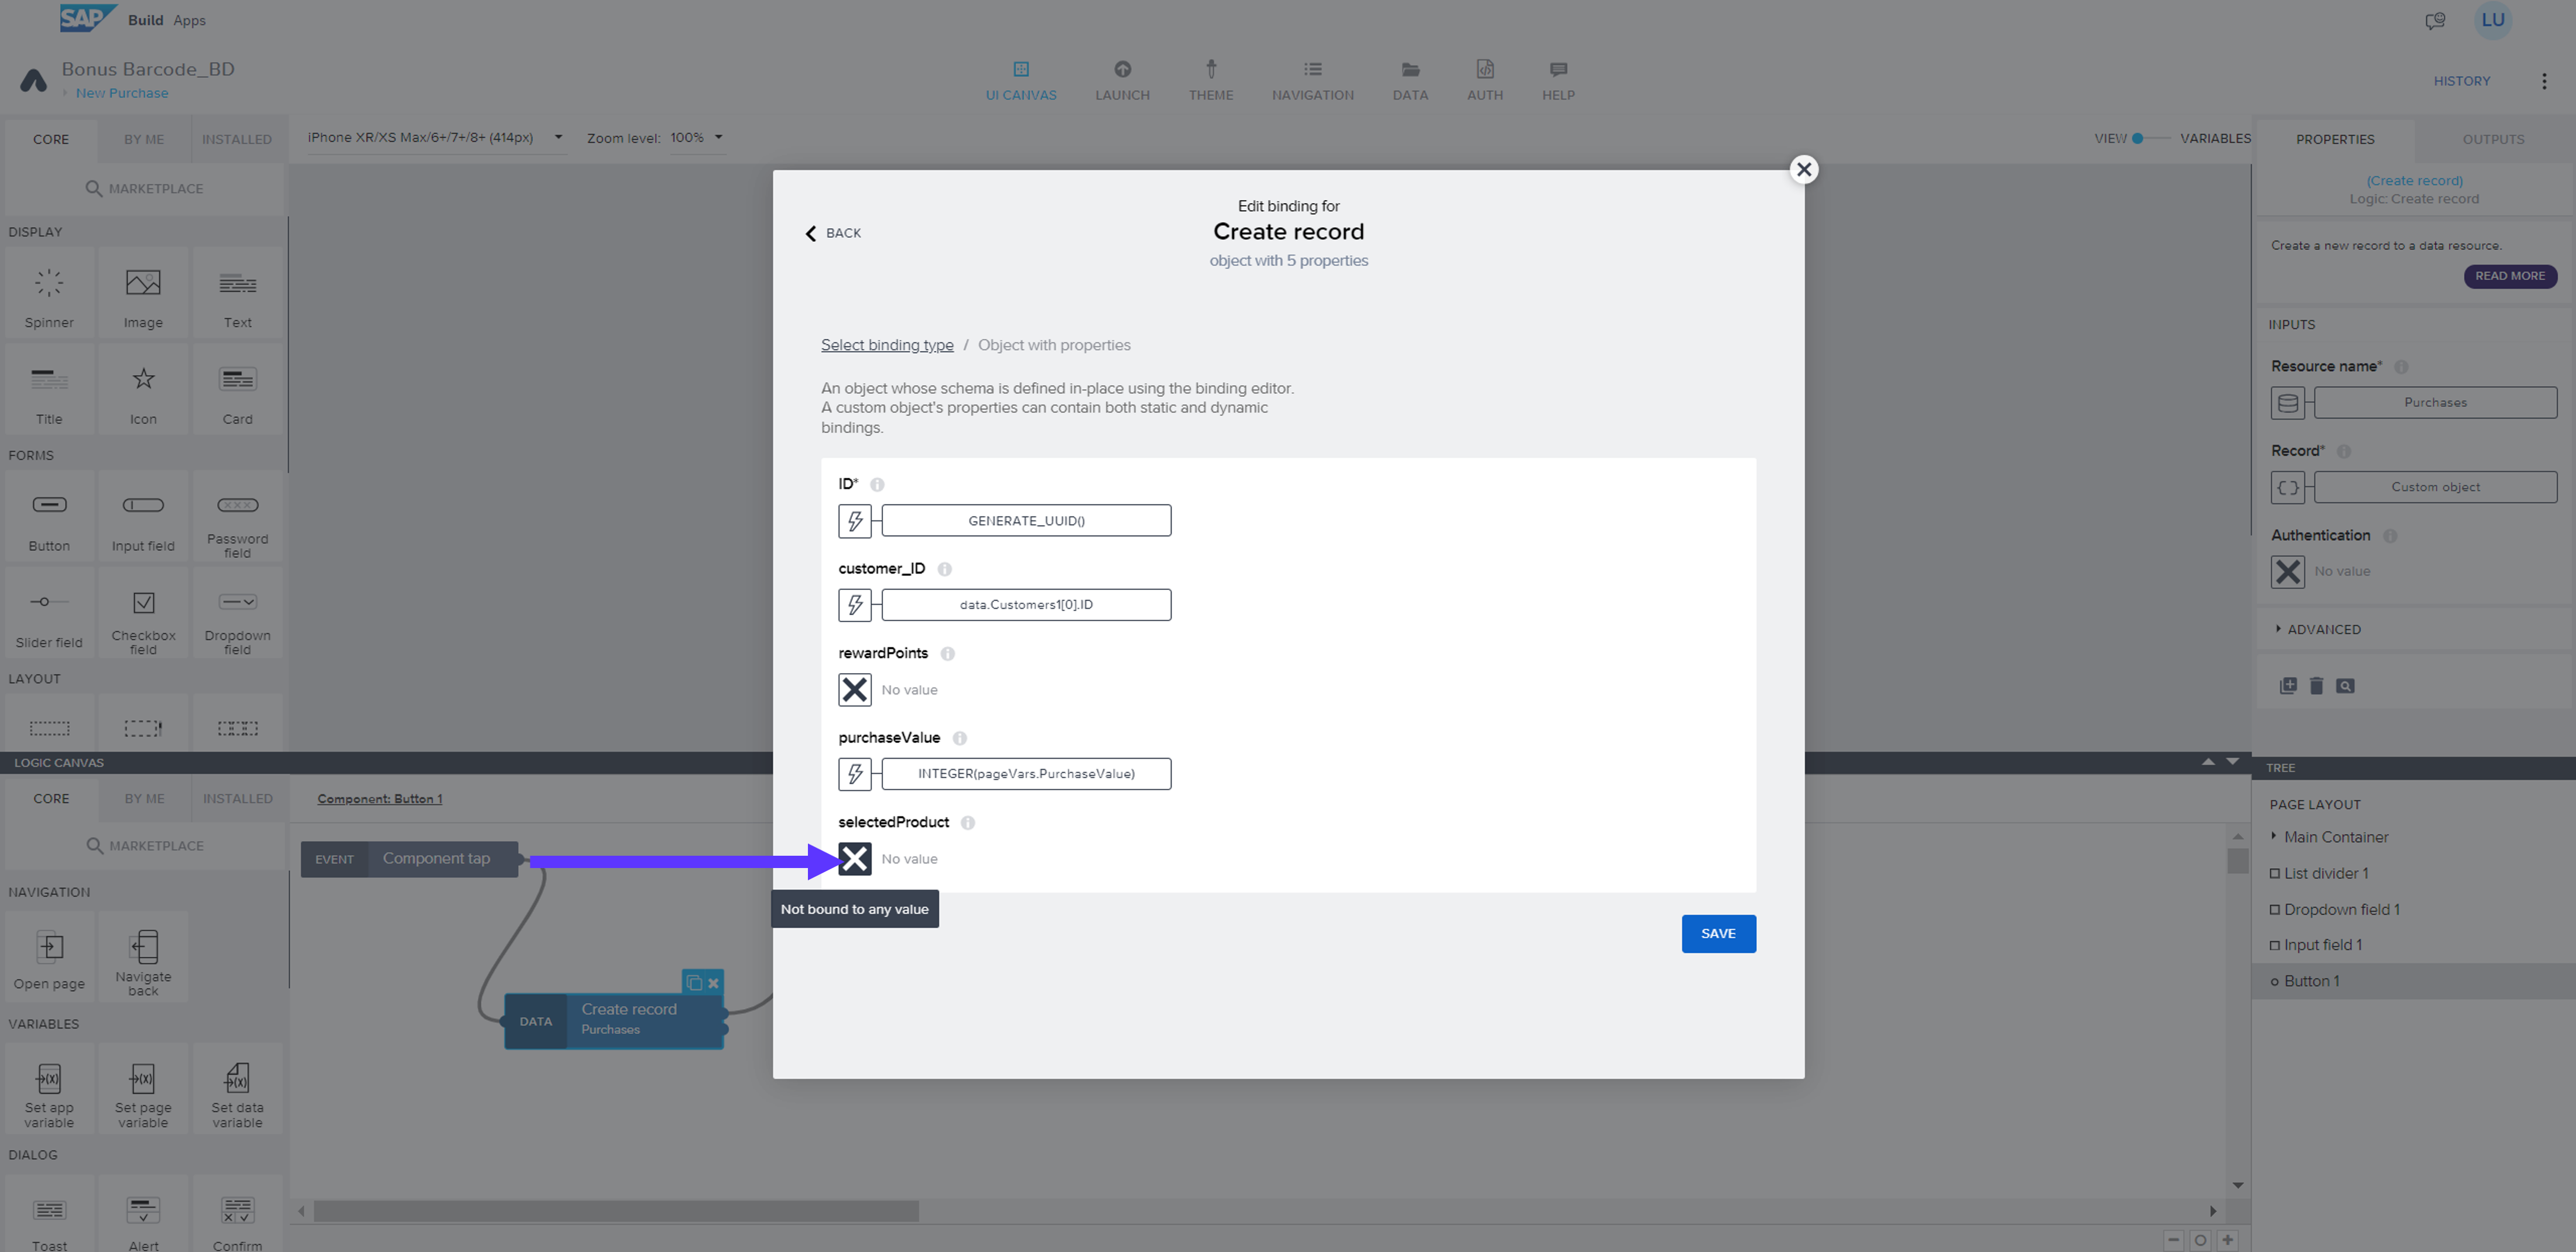 SAP Build Apps
LU
Bonus Barcode_BD
New Purchase
UI CANVAS
LAUNCH
THEME
NAVIGATION
DATA
AUTH
HELP
HISTORY
CORE
BY ME
INSTALLED
iPhone XR/XS Max/6+/7+/8+ (414px)
Zoom level: 100%
VIEW
VARIABLES
PROPERTIES
OUTPUTS
MARKETPLACE
DISPLAY
Spinner
Image
Text
Title
Icon
Card
FORMS
Button
Input field
Password
field
Slider field
Checkbox
field
Dropdown
field
LAYOUT
Edit binding for
BACK
Create record
object with 5 properties
Select binding type / Object with properties
An object whose schema is defined in-place using the binding editor.
A custom object's properties can contain both static and dynamic
bindings.
ID*
GENERATE_UUID()
customer_ID
data.Customers1[0].ID
rewardPoints
No value
purchaseValue
INTEGER(pageVars.PurchaseValue)
selectedProduct
No value
Not bound to any value
SAVE
(Create record)
Logic: Create record
Create a new record to a data resource.
READ MORE
INPUTS
Resource name*
Purchases
Record*
Custom object
Authentication
No value
ADVANCED
LOGIC CANVAS
CORE
BY ME
INSTALLED
Component: Button 1
MARKETPLACE
EVENT
Component tap
NAVIGATION
Open page
Navigate
back
DATA
Create record
Purchases
VARIABLES
Set app
variable
Set page
variable
Set data
variable
DIALOG
Toast
Alert
Confirm
TREE
PAGE LAYOUT
Main Container
List divider 1
Dropdown field 1
Input field 1
Button 1